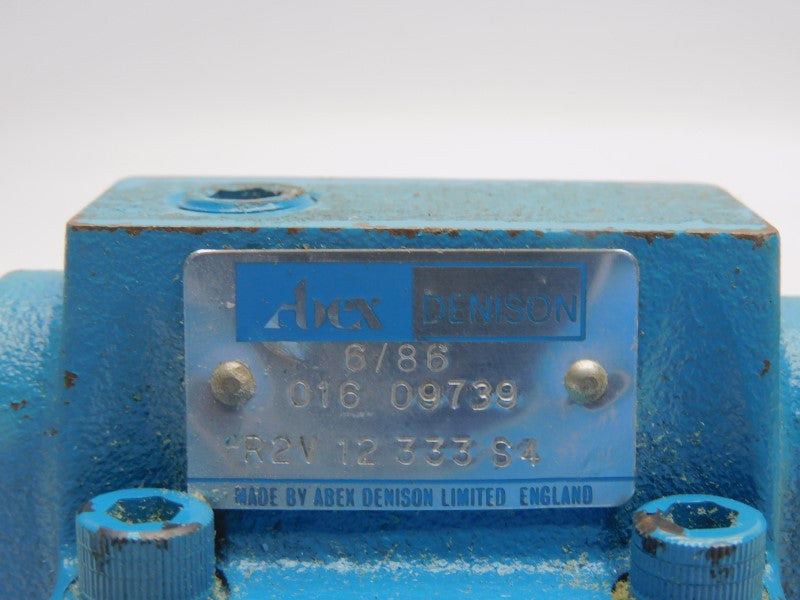 Abex DENISON
6/86
016 09739
R2V 12 333 S4
MADE BY ABEX DENISON LIMITED ENGLAND